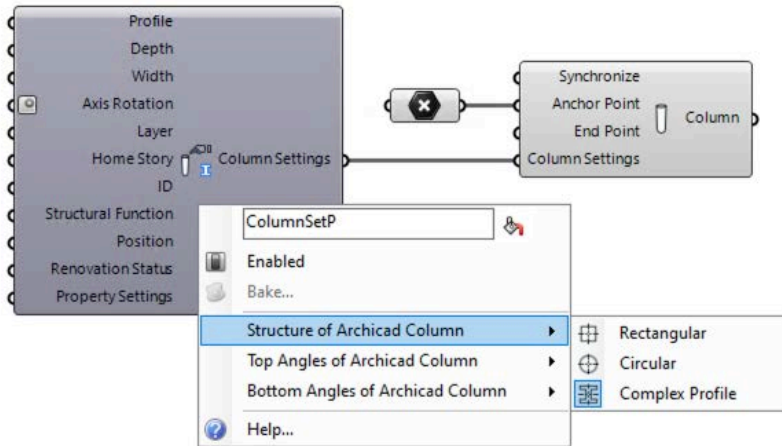 Profile
Depth
Width
Axis Rotation
Layer
Home Story
ID
Structural Function
Position
Renovation Status
Property Settings
Column Settings
Synchronize
Anchor Point
End Point
Column Settings
Column
ColumnSetP
Enabled
Bake...
Structure of Archicad Column
Top Angles of Archicad Column
Bottom Angles of Archicad Column
Help...
Rectangular
Circular
Complex Profile